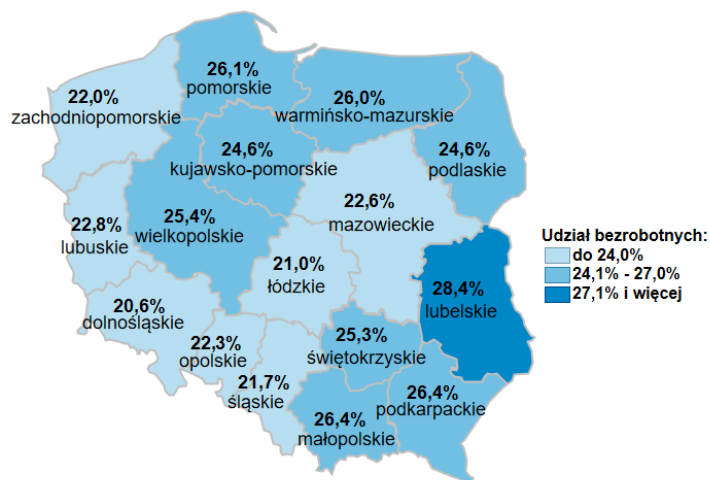 26,1%
pomorskie
22,0%
zachodniopomorskie
26,0%
warmińsko-mazurskie
24,6%
kujawsko-pomorskie
24,6%
podlaskie
22,6%
mazowieckie
25,4%
wielkopolskie
22,8%
lubuskie
21,0%
łódzkie
Udział bezrobotnych:
do 24,0%
24,1% - 27,0%
27,1% i więcej
28,4%
lubelskie
20,6%
dolnośląskie
22,3%
opolskie
25,3%
świętokrzyskie
21,7%
śląskie
26,4%
podkarpackie
26,4%
małopolskie